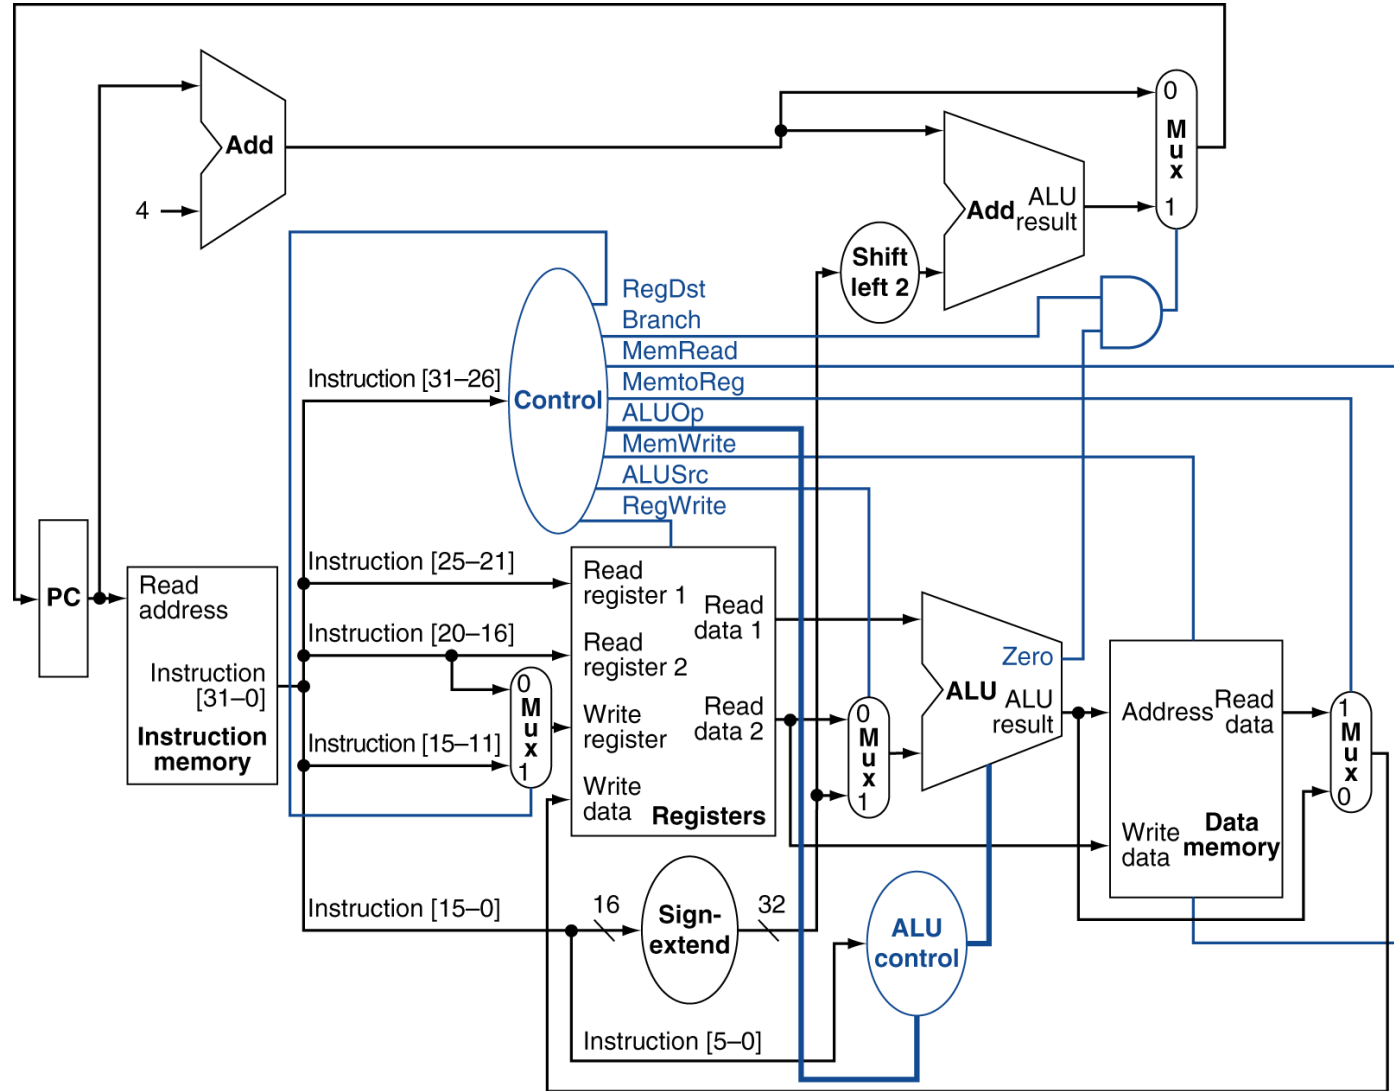 0
M
u
x
1
Add
4
Add
ALU
result
Shift
left 2
RegDst
Branch
MemRead
MemtoReg
ALUOp
MemWrite
ALUSrc
RegWrite
Instruction [31–26]
Control
Instruction [25–21]
PC
Read
address
Instruction
[31–0]
Instruction
memory
Instruction [20–16]
Instruction [15–11]
0
M
u
x
1
Read
register 1
Read
register 2
Write
register
Write
data
Read
data 1
Read
data 2
Registers
0
M
u
x
1
Zero
ALU
ALU
result
Address
Read
data
Write
data
Data
memory
1
M
u
x
0
Instruction [15–0]
16
Sign-
extend
32
ALU
control
Instruction [5–0]